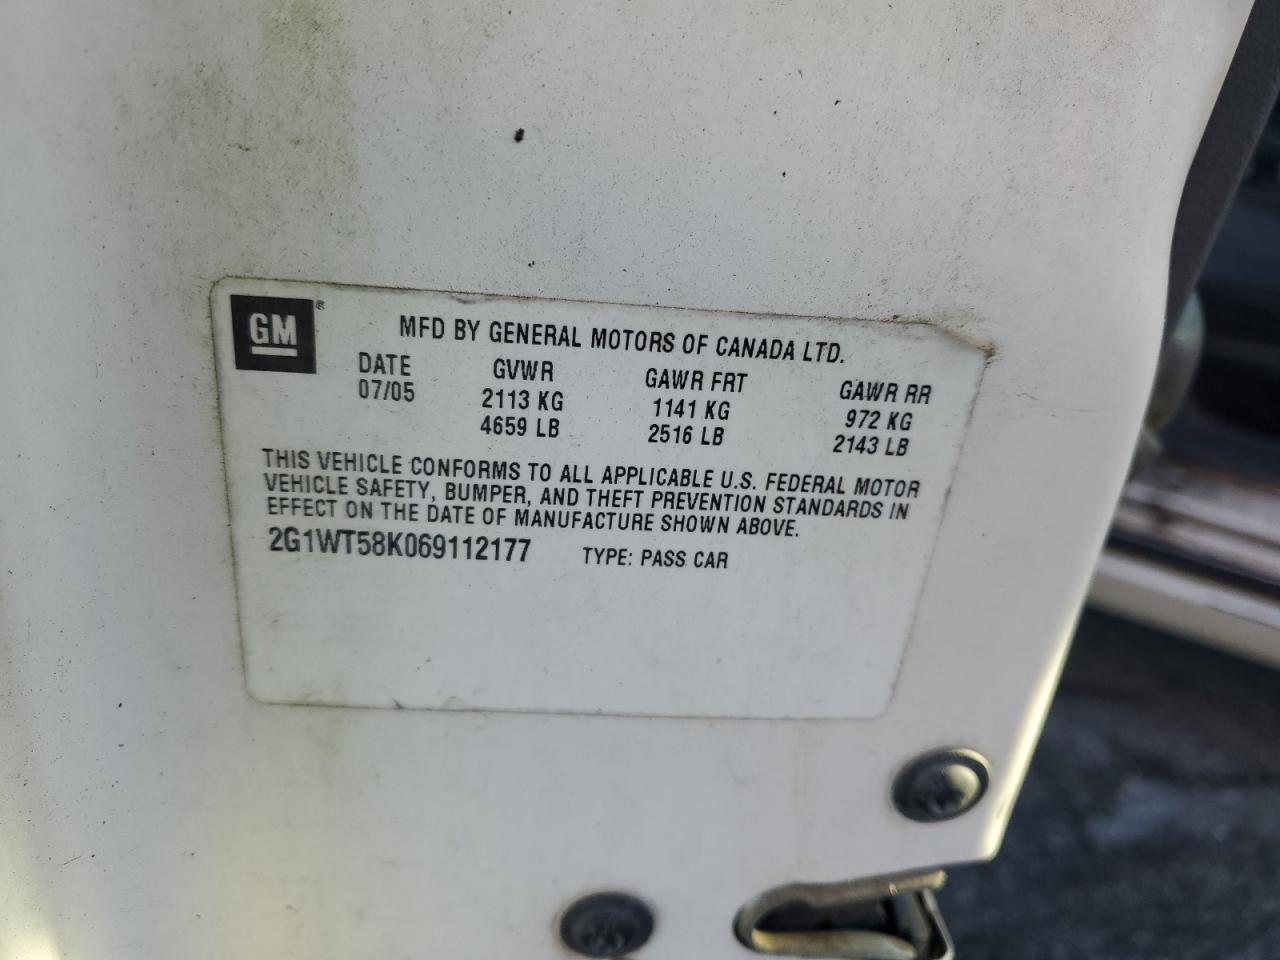 GM ®
MFD BY GENERAL MOTORS OF CANADA LTD.
DATE GVWR GAWR FRT GAWR RR
07/05 2113 KG 1141 KG 972 KG
4659 LB 2516 LB 2143 LB
THIS VEHICLE CONFORMS TO ALL APPLICABLE U.S. FEDERAL MOTOR
VEHICLE SAFETY, BUMPER, AND THEFT PREVENTION STANDARDS IN
EFFECT ON THE DATE OF MANUFACTURE SHOWN ABOVE.
2G1WT58K069112177 TYPE: PASS CAR